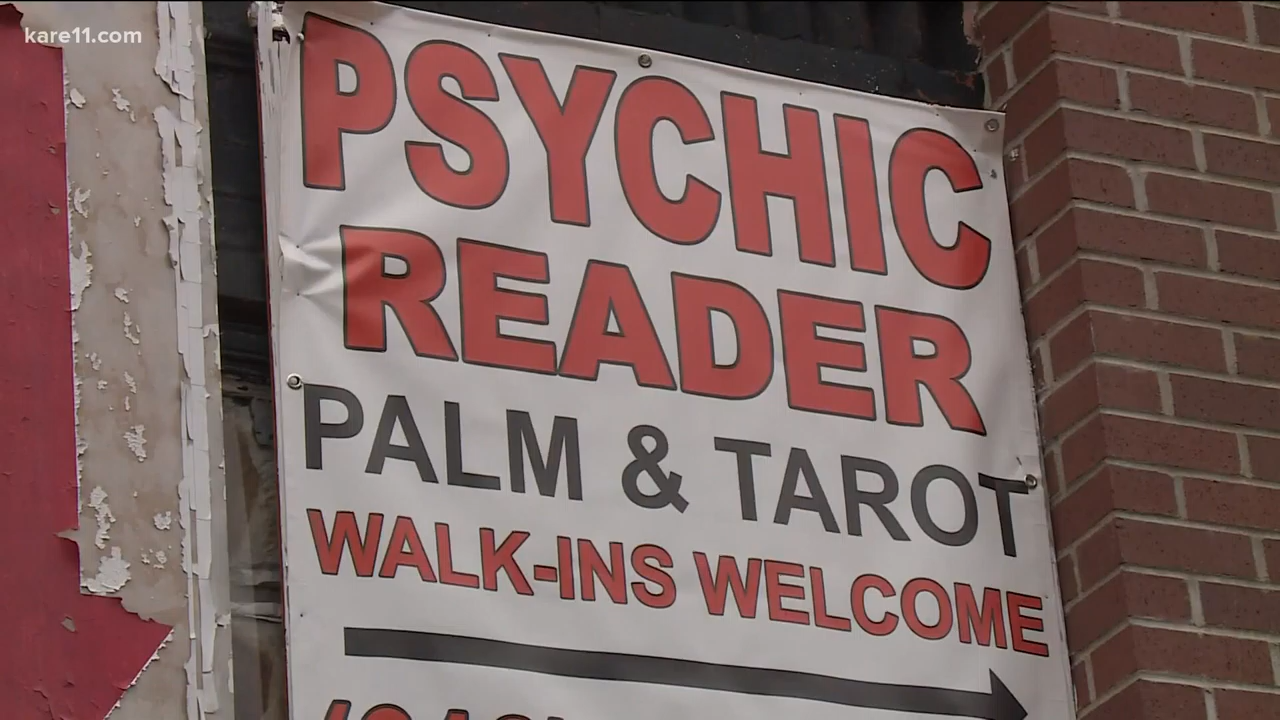 kare11.com
PSYCHIC
READER
PALM & TAROT
WALK-INS WELCOME